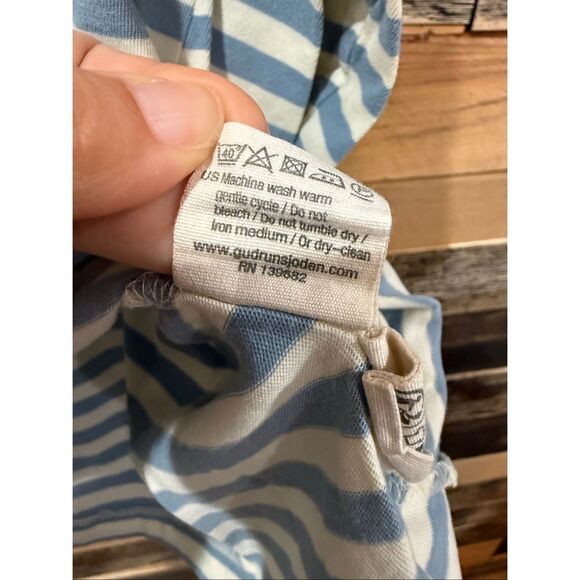 40
US Machine wash warm
gentle cycle / Do not
bleach / Do not tumble dry /
Iron medium / Or dry-clean
www.gudrunsjoden.com
RN 139682